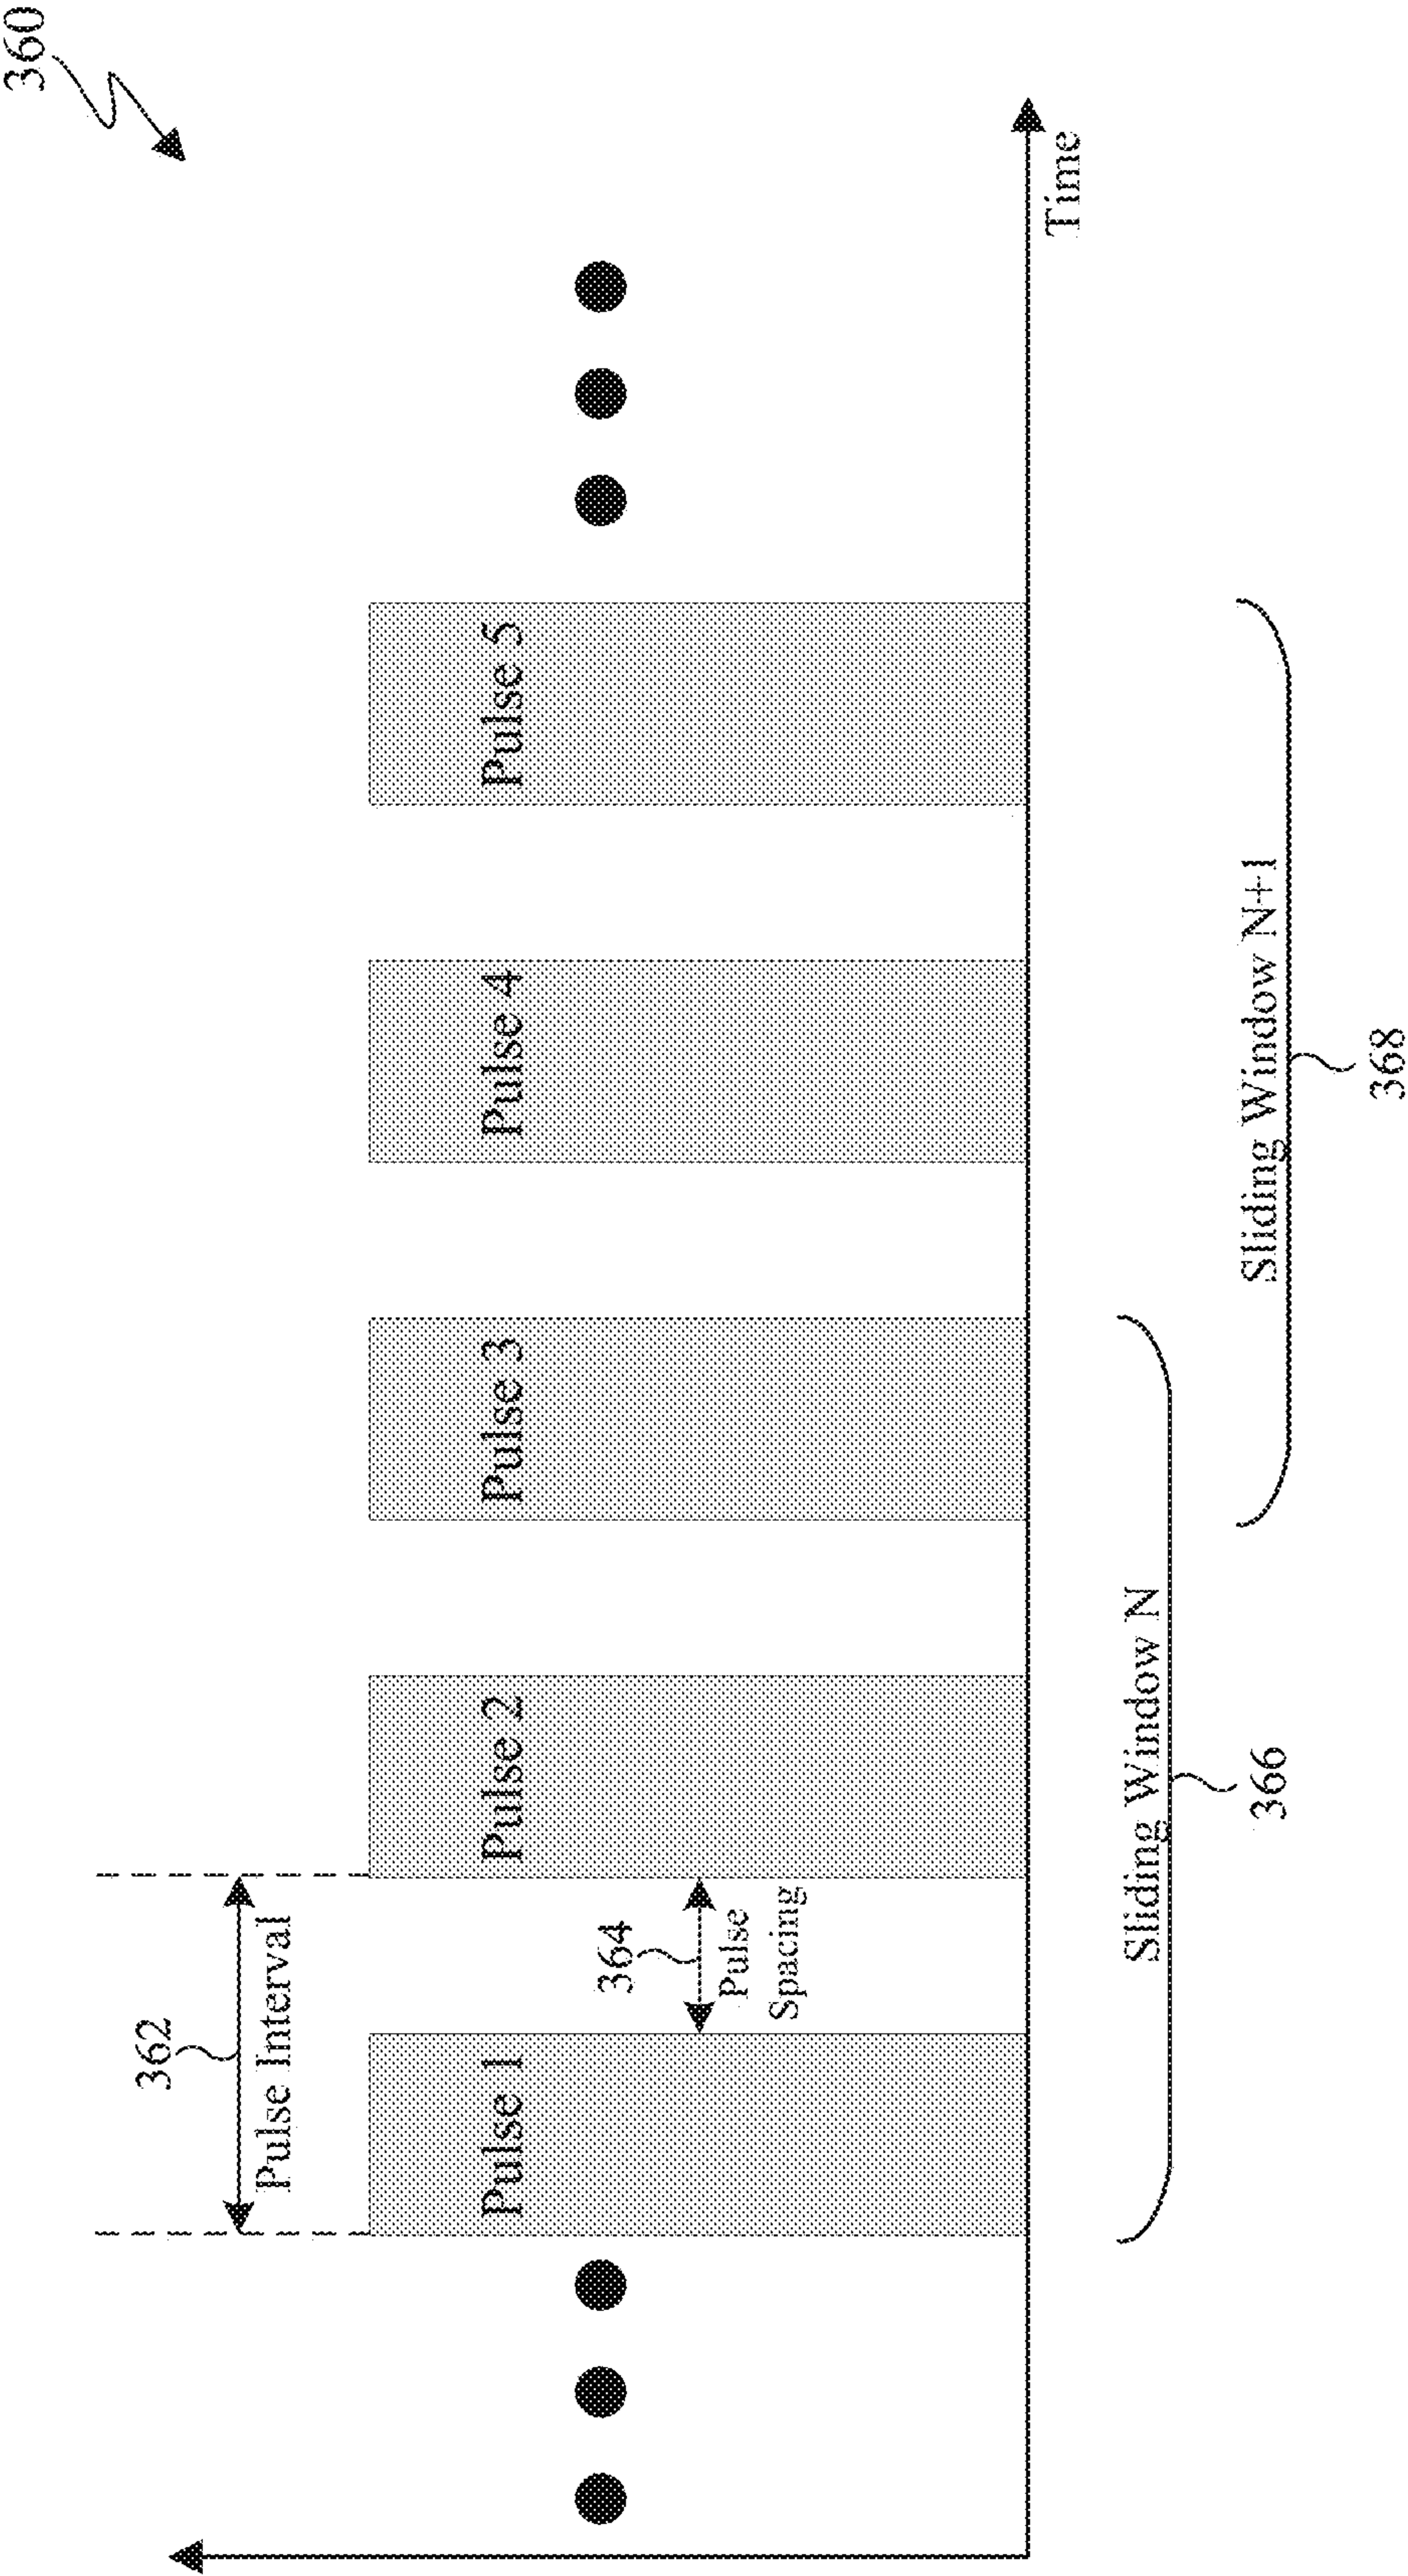 360
362
Pulse Interval
Pulse 1
Pulse 2
Pulse 3
Pulse 4
Pulse 5
364
Pulse
Spacing
Time
Sliding Window N
366
Sliding Window N+1
368